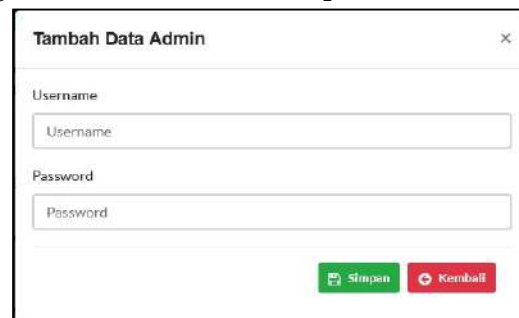 Tambah Data Admin ×
Username
Username
Password
Password
Simpan Kembali